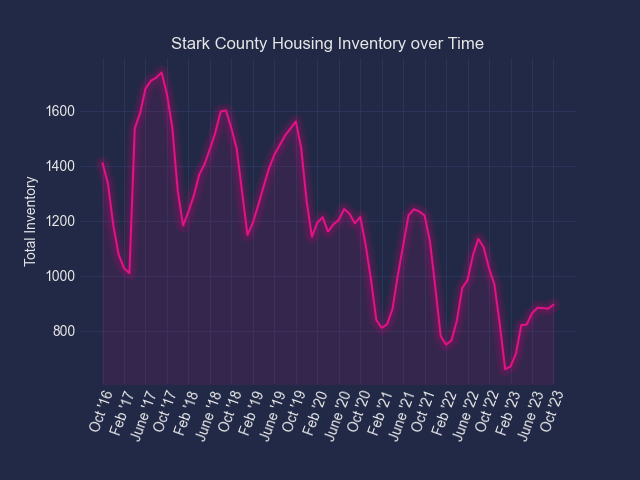 Stark County Housing Inventory over Time
Total Inventory
1600
1400
1200
1000
800
Oct '16
Feb '17
June '17
Oct '17
Feb '18
June '18
Oct '18
Feb '19
June '19
Oct '19
Feb '20
June '20
Oct '20
Feb '21
June '21
Oct '21
Feb '22
June '22
Oct '22
Feb '23
June '23
Oct '23